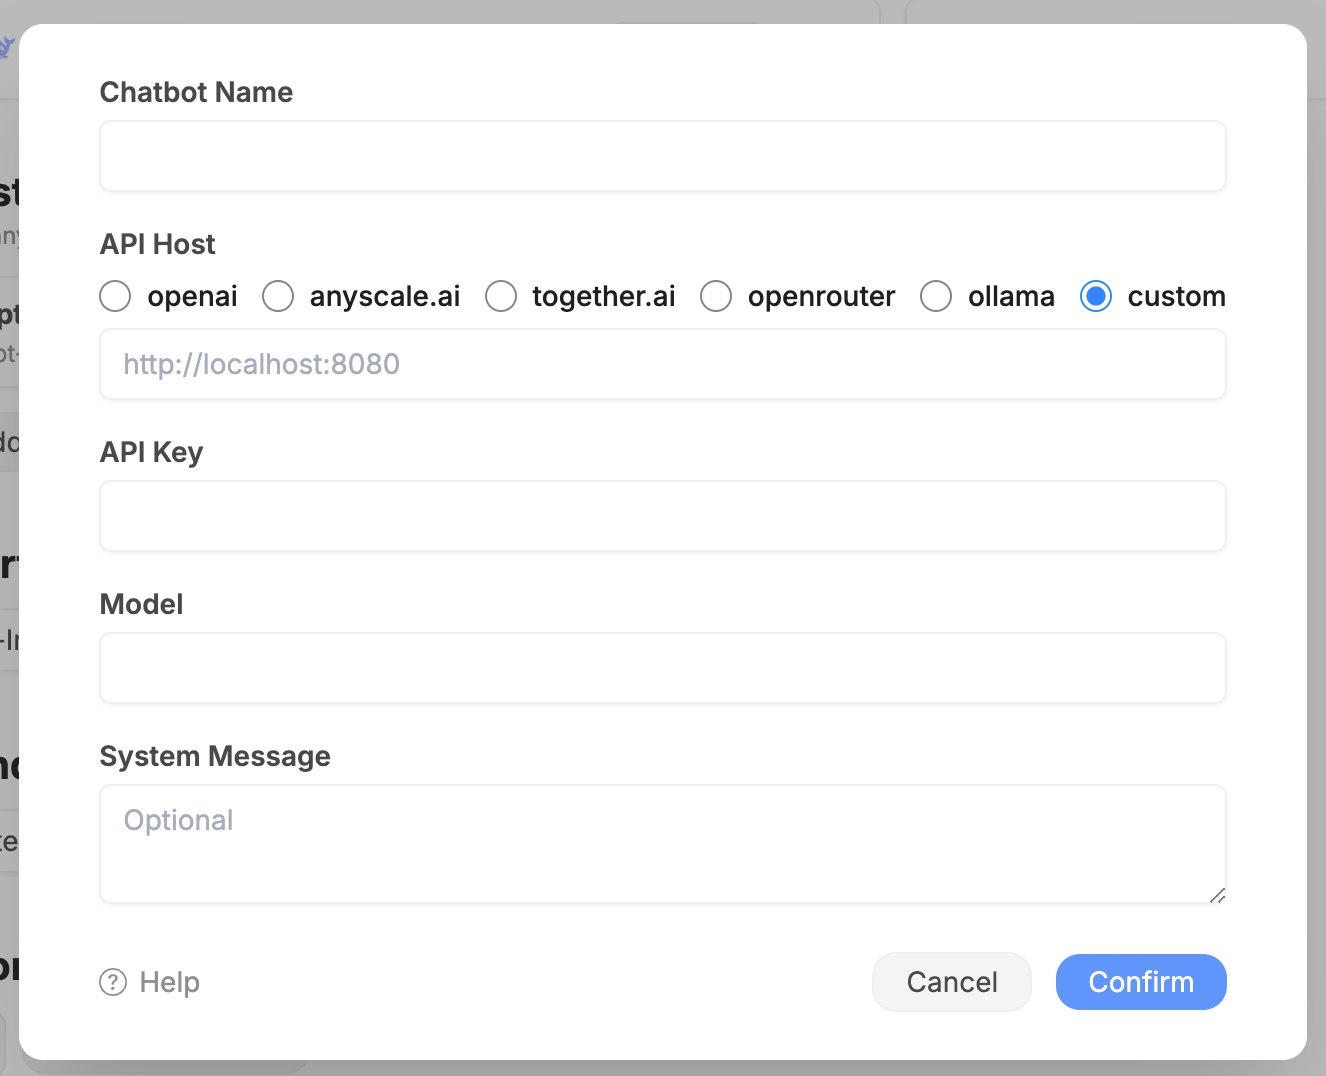 Chatbot Name
API Host
openai anyscale.ai together.ai openrouter ollama custom
http://localhost:8080
API Key
Model
System Message
Optional
Help Cancel Confirm